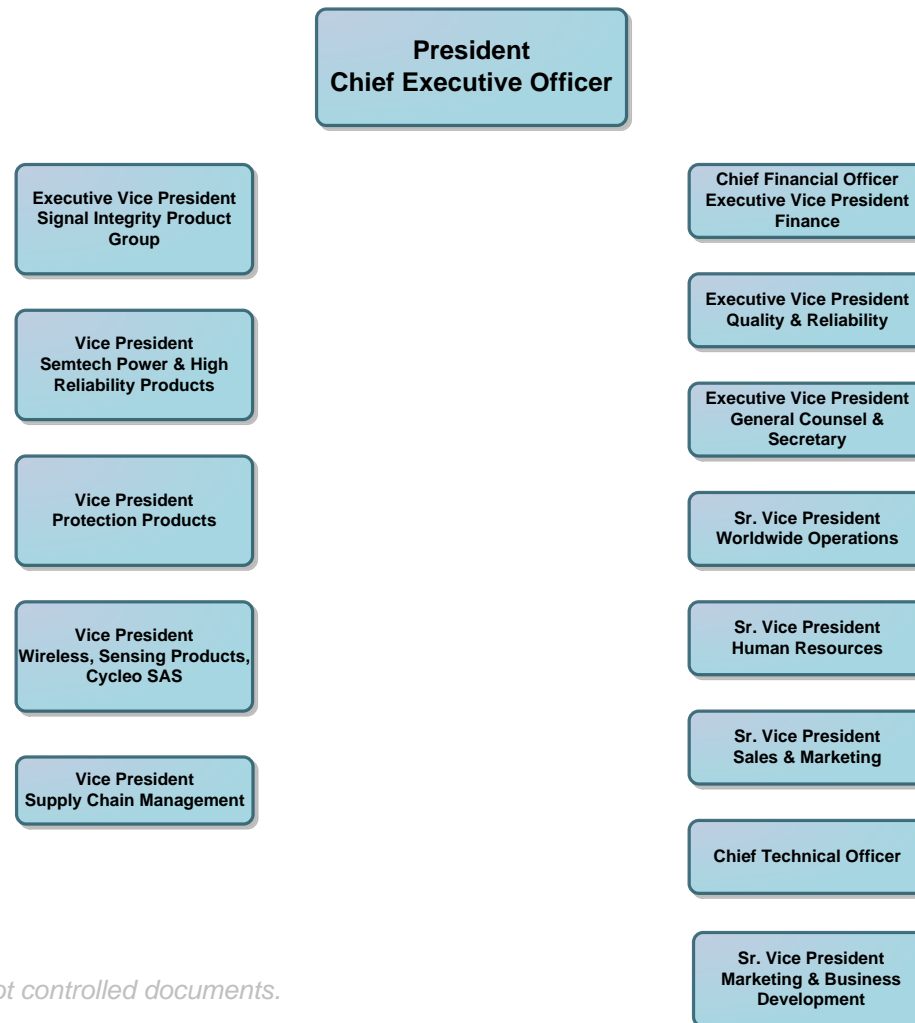 President
Chief Executive Officer
Executive Vice President
Signal Integrity Product
Group
Vice President
Semtech Power & High
Reliability Products
Vice President
Protection Products
Vice President
Wireless, Sensing Products,
Cycleo SAS
Vice President
Supply Chain Management
Chief Financial Officer
Executive Vice President
Finance
Executive Vice President
Quality & Reliability
Executive Vice President
General Counsel &
Secretary
Sr. Vice President
Worldwide Operations
Sr. Vice President
Human Resources
Sr. Vice President
Sales & Marketing
Chief Technical Officer
Sr. Vice President
Marketing & Business
Development
controlled documents.